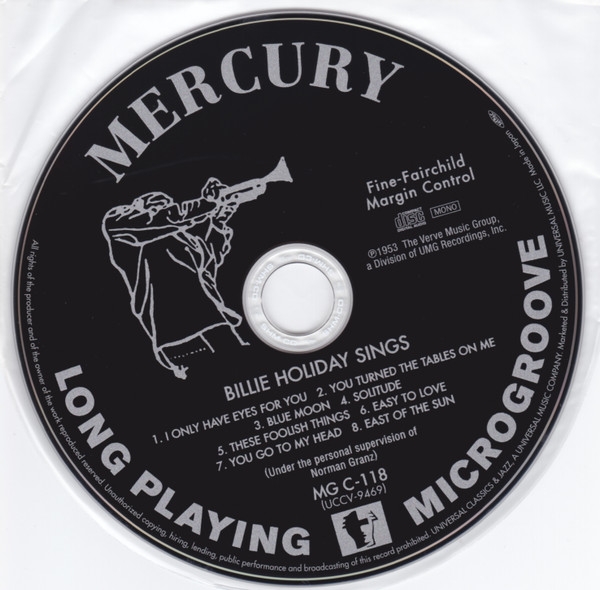 MERCURY
Fine-Fairchild
Margin Control
COMPACT
disc
DIGITAL AUDIO
MONO
℗1953 The Verve Music Group,
a Division of UMG Recordings, Inc.
BILLIE HOLIDAY SINGS
1. I ONLY HAVE EYES FOR YOU 2. YOU TURNED THE TABLES ON ME
3. BLUE MOON 4. SOLITUDE
5. THESE FOOLISH THINGS 6. EASY TO LOVE
7. YOU GO TO MY HEAD 8. EAST OF THE SUN
(Under the personal supervision of
Norman Granz)
MG C-118
(UCCV-9469)
LONG PLAYING
MICROGROOVE
All rights of the producer and of the owner of the work reproduced reserved. Unauthorized copying, hiring, lending, public performance and broadcasting of this record prohibited. UNIVERSAL CLASSICS & JAZZ, A UNIVERSAL MUSIC COMPANY. Marketed & Distributed by UNIVERSAL MUSIC LLC. Made in Japan